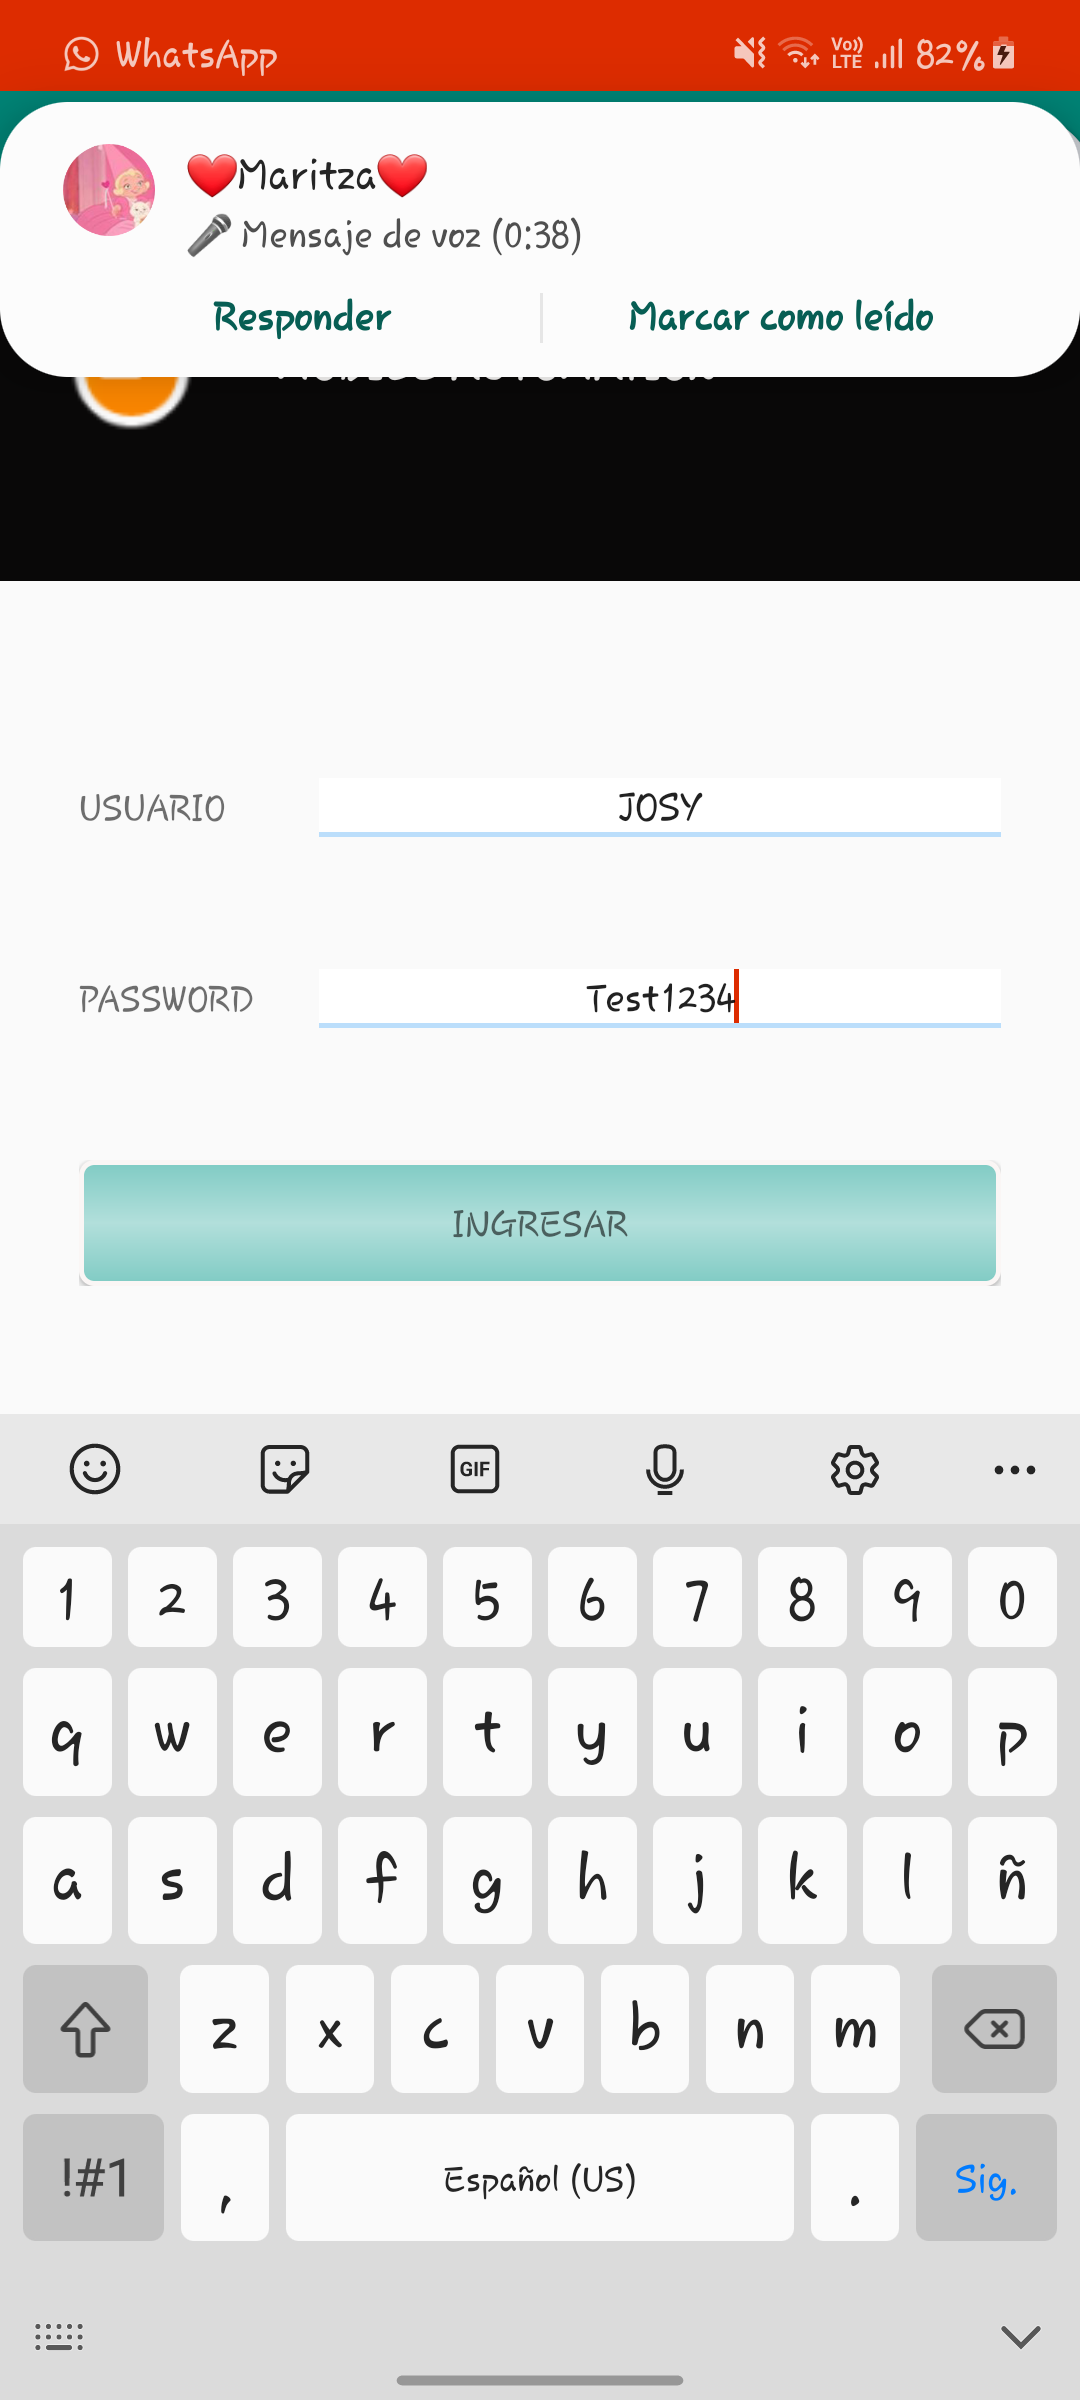 WhatsApp
Vo)) LTE 82%
Maritza
Mensaje de voz (0:38)
Responder
Marcar como leído
USUARIO
JOSY
PASSWORD
Test1234
INGRESAR
GIF
1 2 3 4 5 6 7 8 9 0
q w e r t y u i o p
a s d f g h j k l ñ
z x c v b n m
!#1 , Español (US) . Sig.